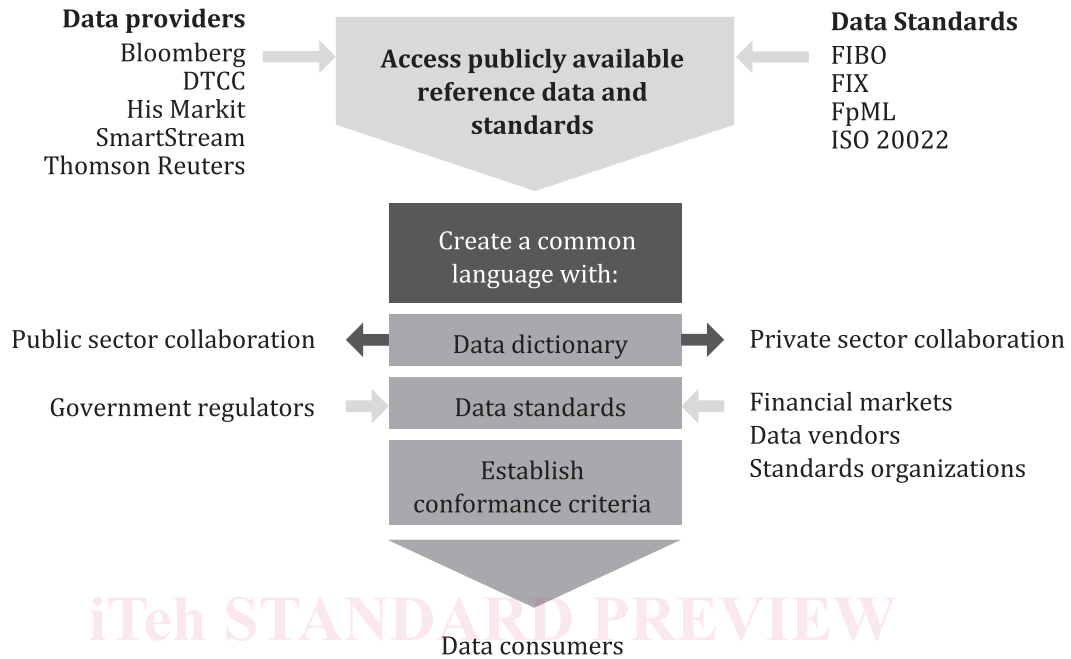 Data providers
Bloomberg
DTCC
His Markit
SmartStream
Thomson Reuters
Access publicly available
reference data and
standards
Data Standards
FIBO
FIX
FpML
ISO 20022
Create a common
language with:
Public sector collaboration
Data dictionary
Private sector collaboration
Government regulators
Data standards
Financial markets
Data vendors
Standards organizations
Establish
conformance criteria
iTeh STANDARD PREVIEW
Data consumers